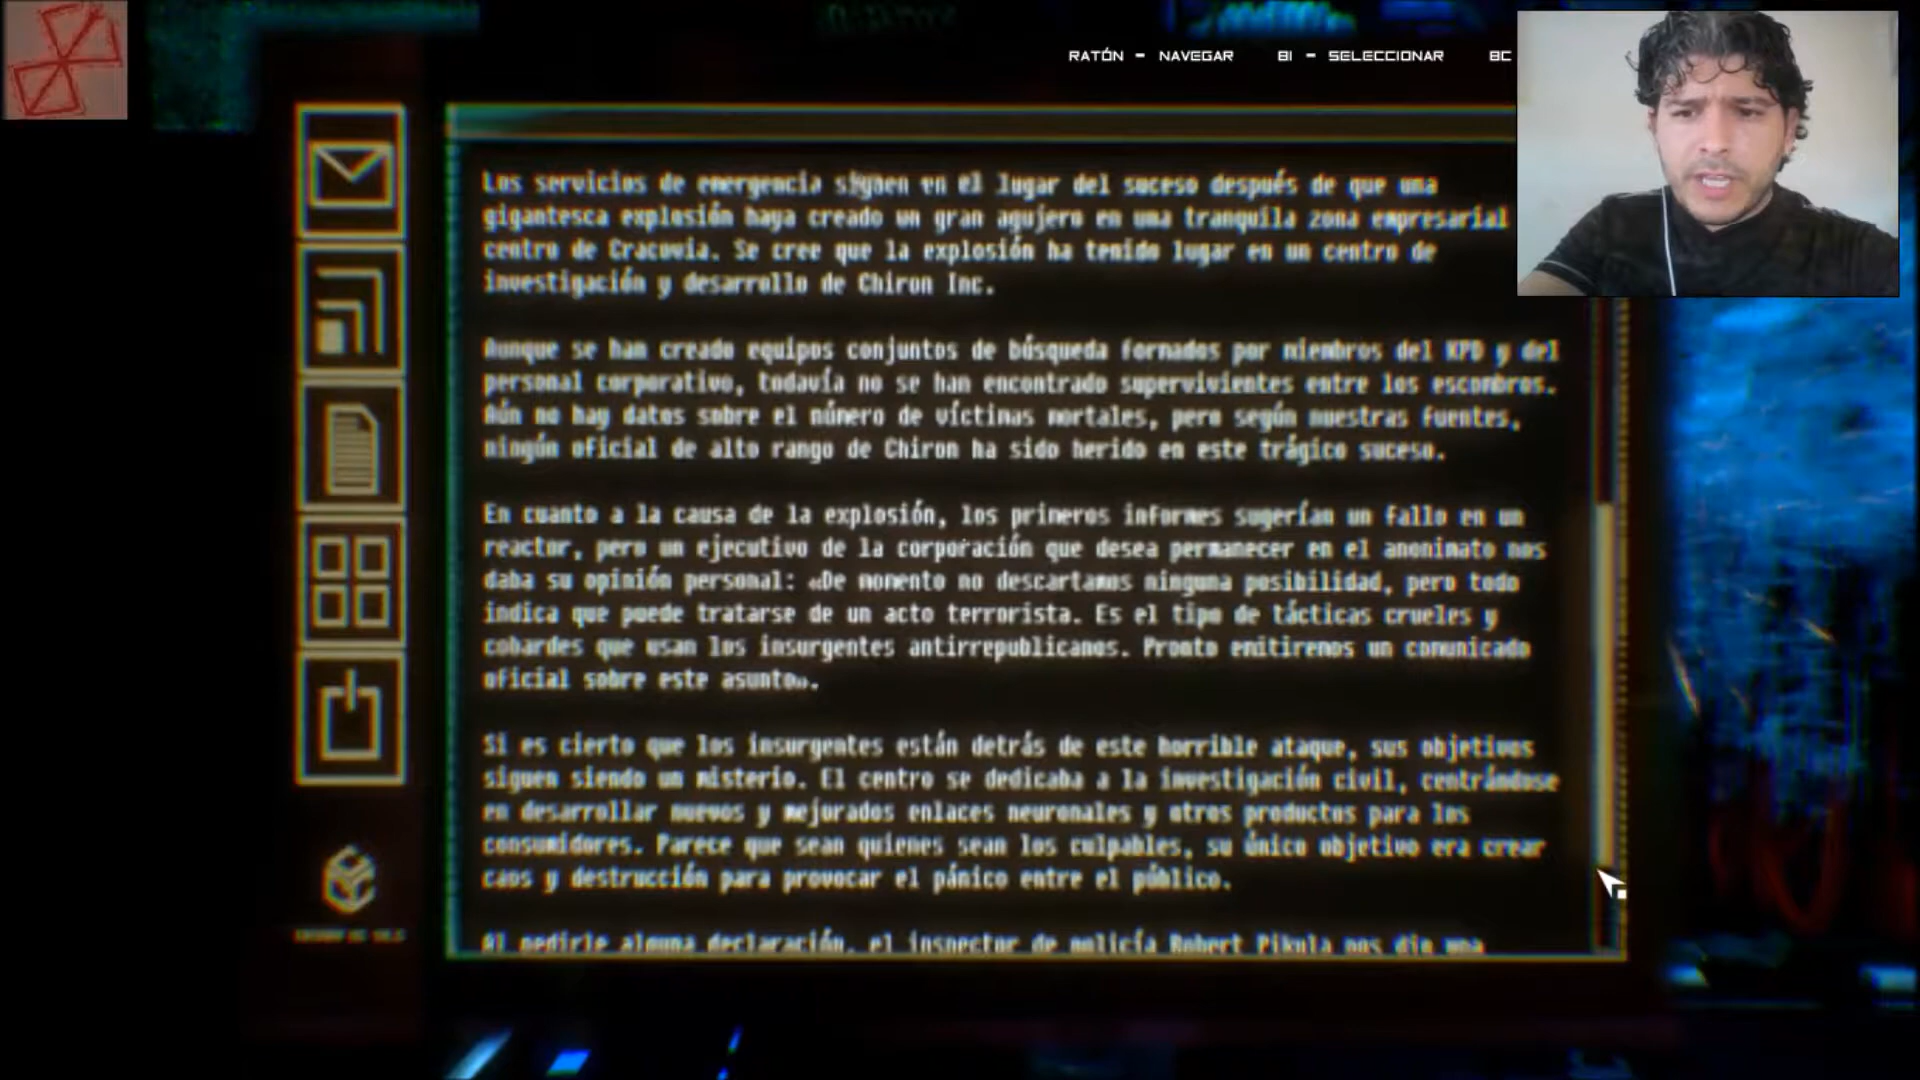 RATÓN - NAVEGAR BI - SELECCIONAR BC
Los servicios de emergencia siguen en el lugar del suceso después de que una
gigantesca explosión haya creado un gran agujero en una tranquila zona empresarial
centro de Cracovia. Se cree que la explosión ha tenido lugar en un centro de
investigación y desarrollo de Chiron Inc.
Aunque se han creado equipos conjuntos de búsqueda formados por miembros del KPD y del
personal corporativo, todavía no se han encontrado supervivientes entre los escombros.
Aún no hay datos sobre el número de víctimas mortales, pero según nuestras fuentes,
ningún oficial de alto rango de Chiron ha sido herido en este trágico suceso.
En cuanto a la causa de la explosión, los primeros informes sugerían un fallo en un
reactor, pero un ejecutivo de la corporación que desea permanecer en el anonimato nos
daba su opinión personal: «De momento no descartamos ninguna posibilidad, pero todo
indica que puede tratarse de un acto terrorista. Es el tipo de tácticas crueles y
cobardes que usan los insurgentes antirrepublicanos. Pronto emitiremos un comunicado
oficial sobre este asunto».
Si es cierto que los insurgentes están detrás de este horrible ataque, sus objetivos
siguen siendo un misterio. El centro se dedicaba a la investigación civil, centrándose
en desarrollar nuevos y mejorados enlaces neuronales y otros productos para los
consumidores. Parece que sean quienes sean los culpables, su único objetivo era crear
caos y destrucción para provocar el pánico entre el público.
Al pedirle alguna declaración, el inspector de policía Robert Pikula nos dio una